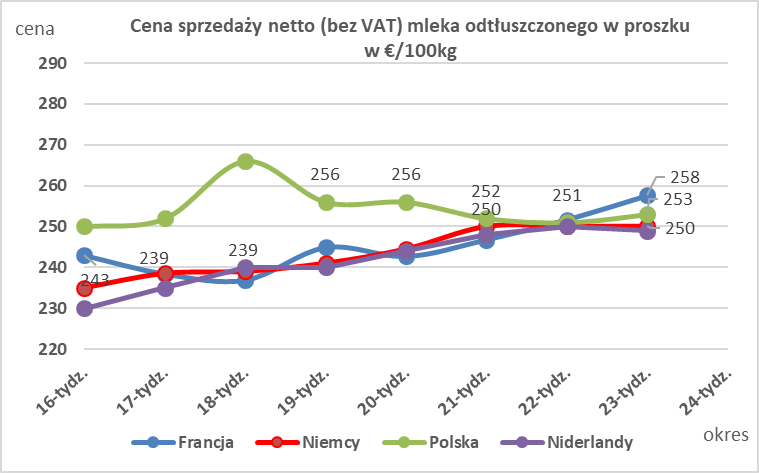 cena
Cena sprzedaży netto (bez VAT) mleka odtłuszczonego w proszku
w €/100kg
290
280
270
260
250
240
230
220
243
239
239
256
256
252
250
251
258
253
250
16-tydz.
17-tydz.
18-tydz.
19-tydz.
20-tydz.
21-tydz.
22-tydz.
23-tydz.
24-tydz.
okres
Francja Niemcy Polska Niderlandy